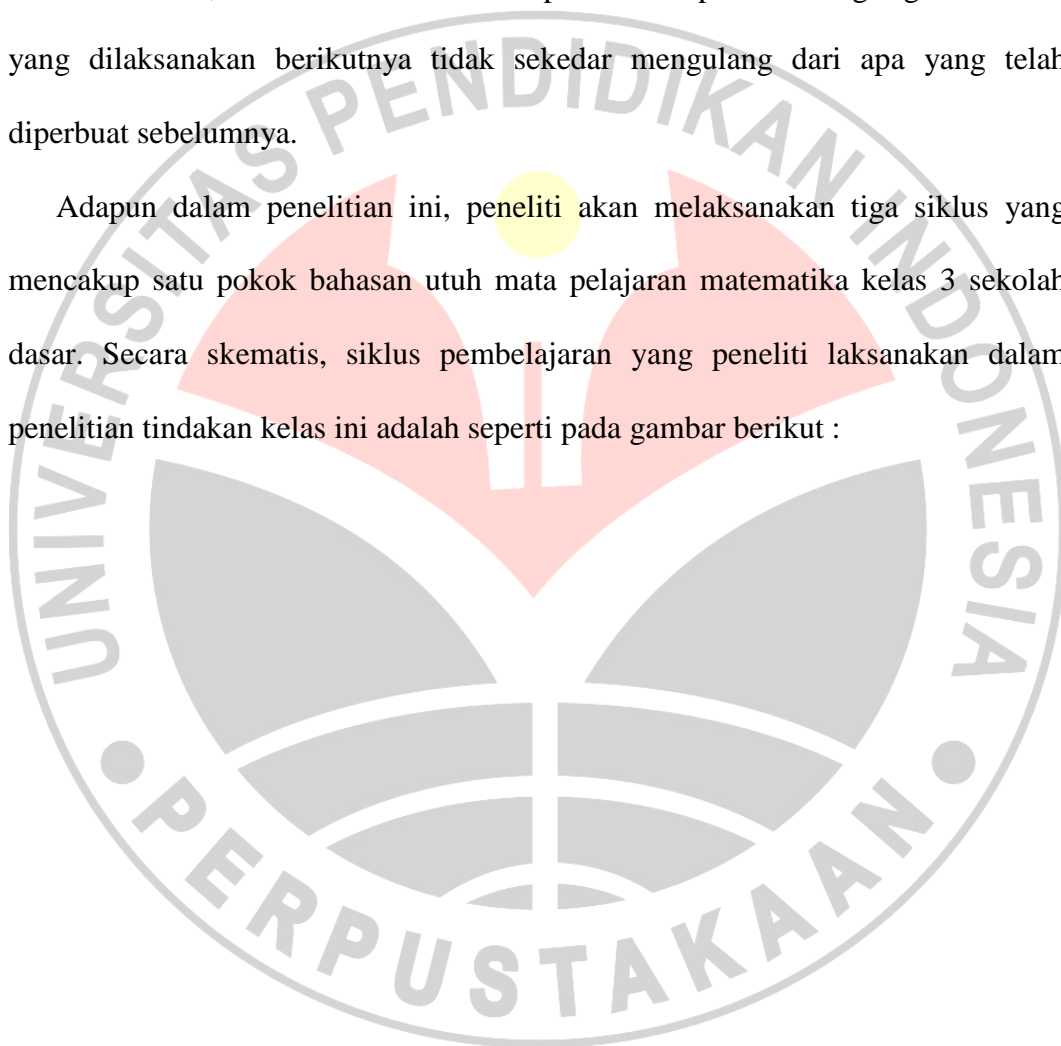 yang dilaksanakan berikutnya tidak sekedar mengulang dari apa yang telah
diperbuat sebelumnya.
Adapun dalam penelitian ini, peneliti akan melaksanakan tiga siklus yang
mencakup satu pokok bahasan utuh mata pelajaran matematika kelas 3 sekolah
dasar. Secara skematis, siklus pembelajaran yang peneliti laksanakan dalam
penelitian tindakan kelas ini adalah seperti pada gambar berikut :
UNIVERSITAS PENDIDIKAN INDONESIA
PERPUSTAKAAN